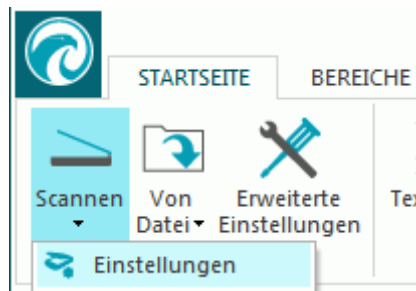 STARTSEITE BEREICHE
Scannen Von Erweiterte
Datei Einstellungen
Einstellungen